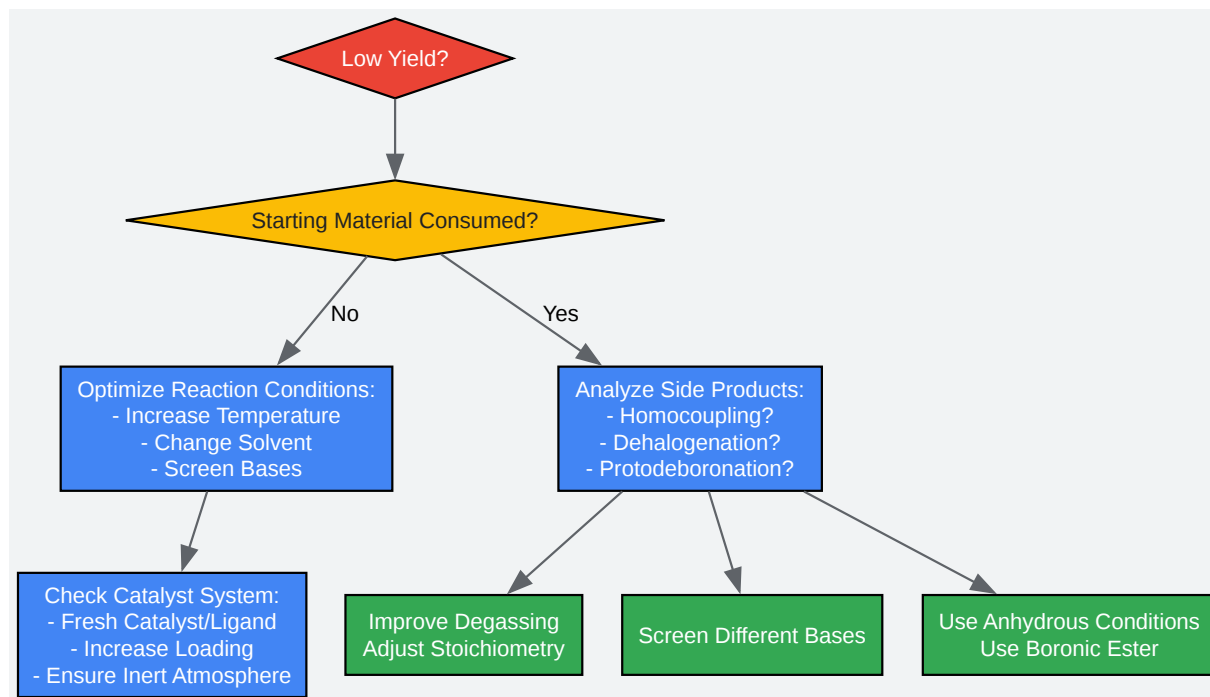 Low Yield?
Starting Material Consumed?
No
Yes
Optimize Reaction Conditions:
- Increase Temperature
- Change Solvent
- Screen Bases
Analyze Side Products:
- Homocoupling?
- Dehalogenation?
- Protodeboronation?
Check Catalyst System:
- Fresh Catalyst/Ligand
- Increase Loading
- Ensure Inert Atmosphere
Improve Degassing
Adjust Stoichiometry
Screen Different Bases
Use Anhydrous Conditions
Use Boronic Ester